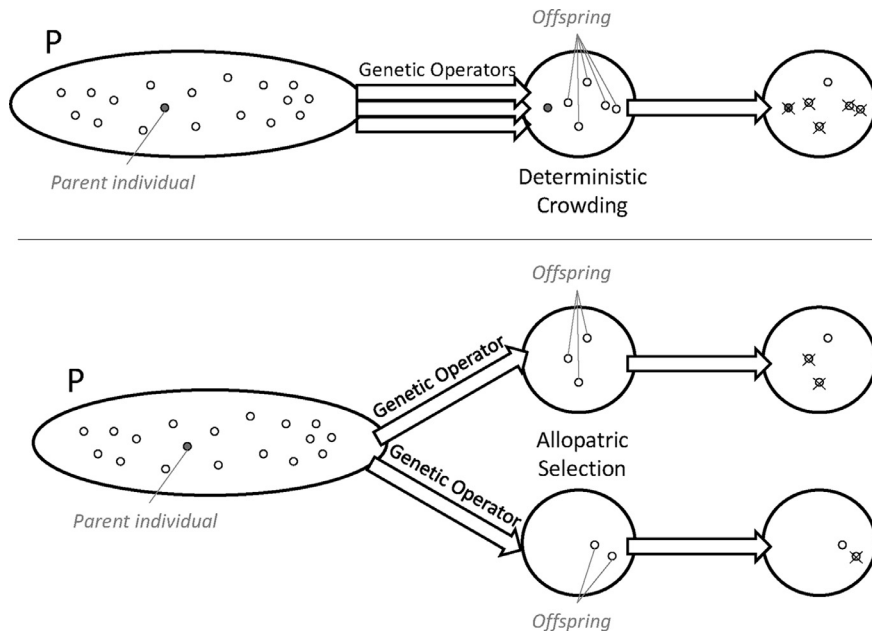 P
Offspring
Genetic Operators
Parent individual
Deterministic
Crowding
Offspring
P
Genetic Operator
Allopatric
Selection
Genetic Operator
Parent individual
Offspring